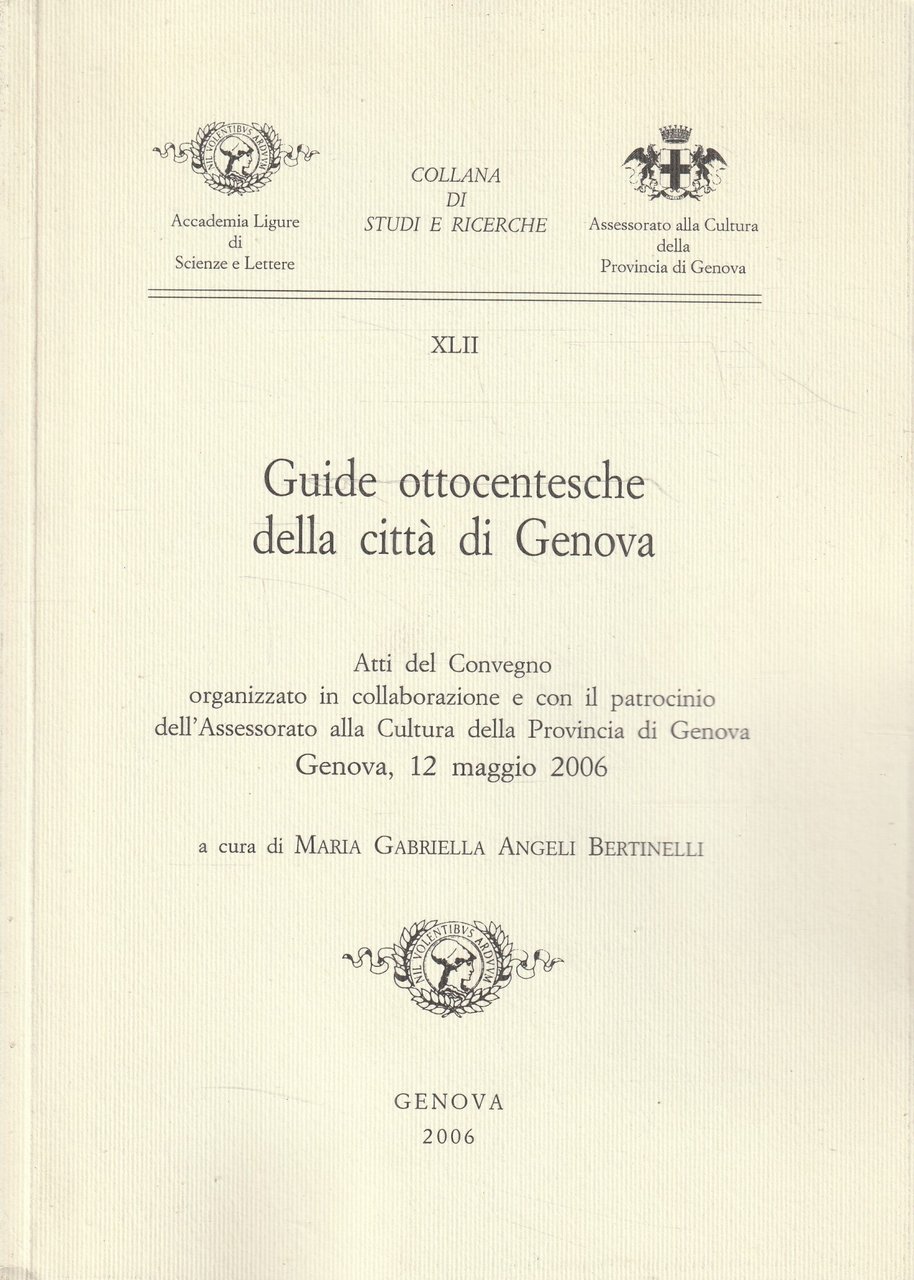 NIL VOLENTIBVS ARDVVM
Accademia Ligure
di
Scienze e Lettere
COLLANA
DI
STUDI E RICERCHE
Assessorato alla Cultura
della
Provincia di Genova
XLII
Guide ottocentesche
della città di Genova
Atti del Convegno
organizzato in collaborazione e con il patrocinio
dell'Assessorato alla Cultura della Provincia di Genova
Genova, 12 maggio 2006
a cura di MARIA GABRIELLA ANGELI BERTINELLI
NIL VOLENTIBVS ARDVVM
GENOVA
2006